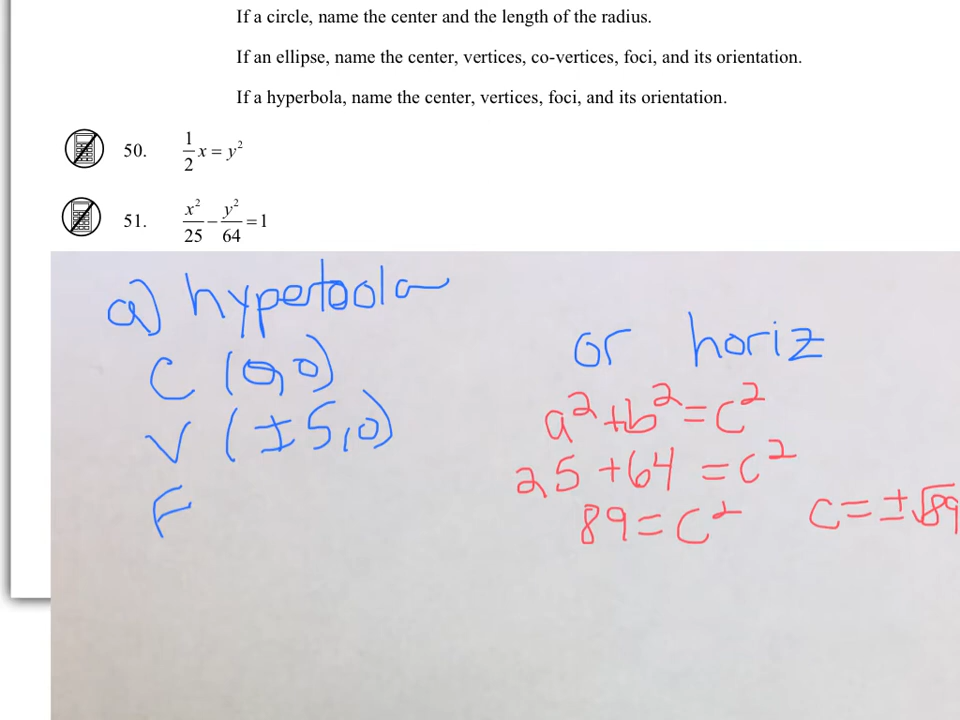 If a circle, name the center and the length of the radius.
If an ellipse, name the center, vertices, co-vertices, foci, and its orientation.
If a hyperbola, name the center, vertices, foci, and its orientation.
50. 1/2 x = y²
51. x²/25 − y²/64 = 1
a) hyperbola
C (0,0)
V (±5,0)
F
or horiz
a²+b²=c²
25+64=c²
89=c² c=±√89